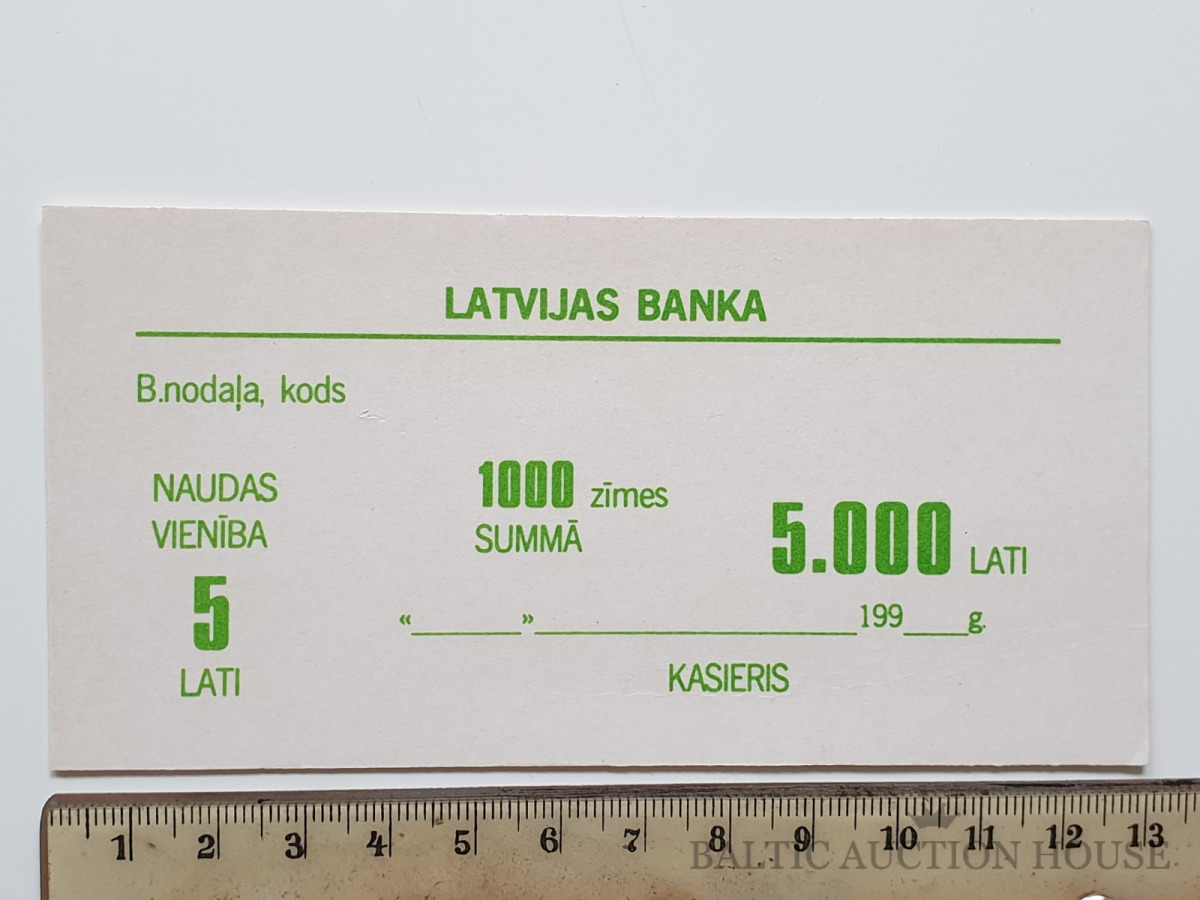 LATVIJAS BANKA
B.nodaļa, kods
NAUDAS
VIENĪBA
5
LATI
1000 zīmes
SUMMĀ
5.000 LATI
«______»__________________199____g.
KASIERIS
1 2 3 4 5 6 7 8 9 10 11 12 13
BALTIC AUCTION HOUSE